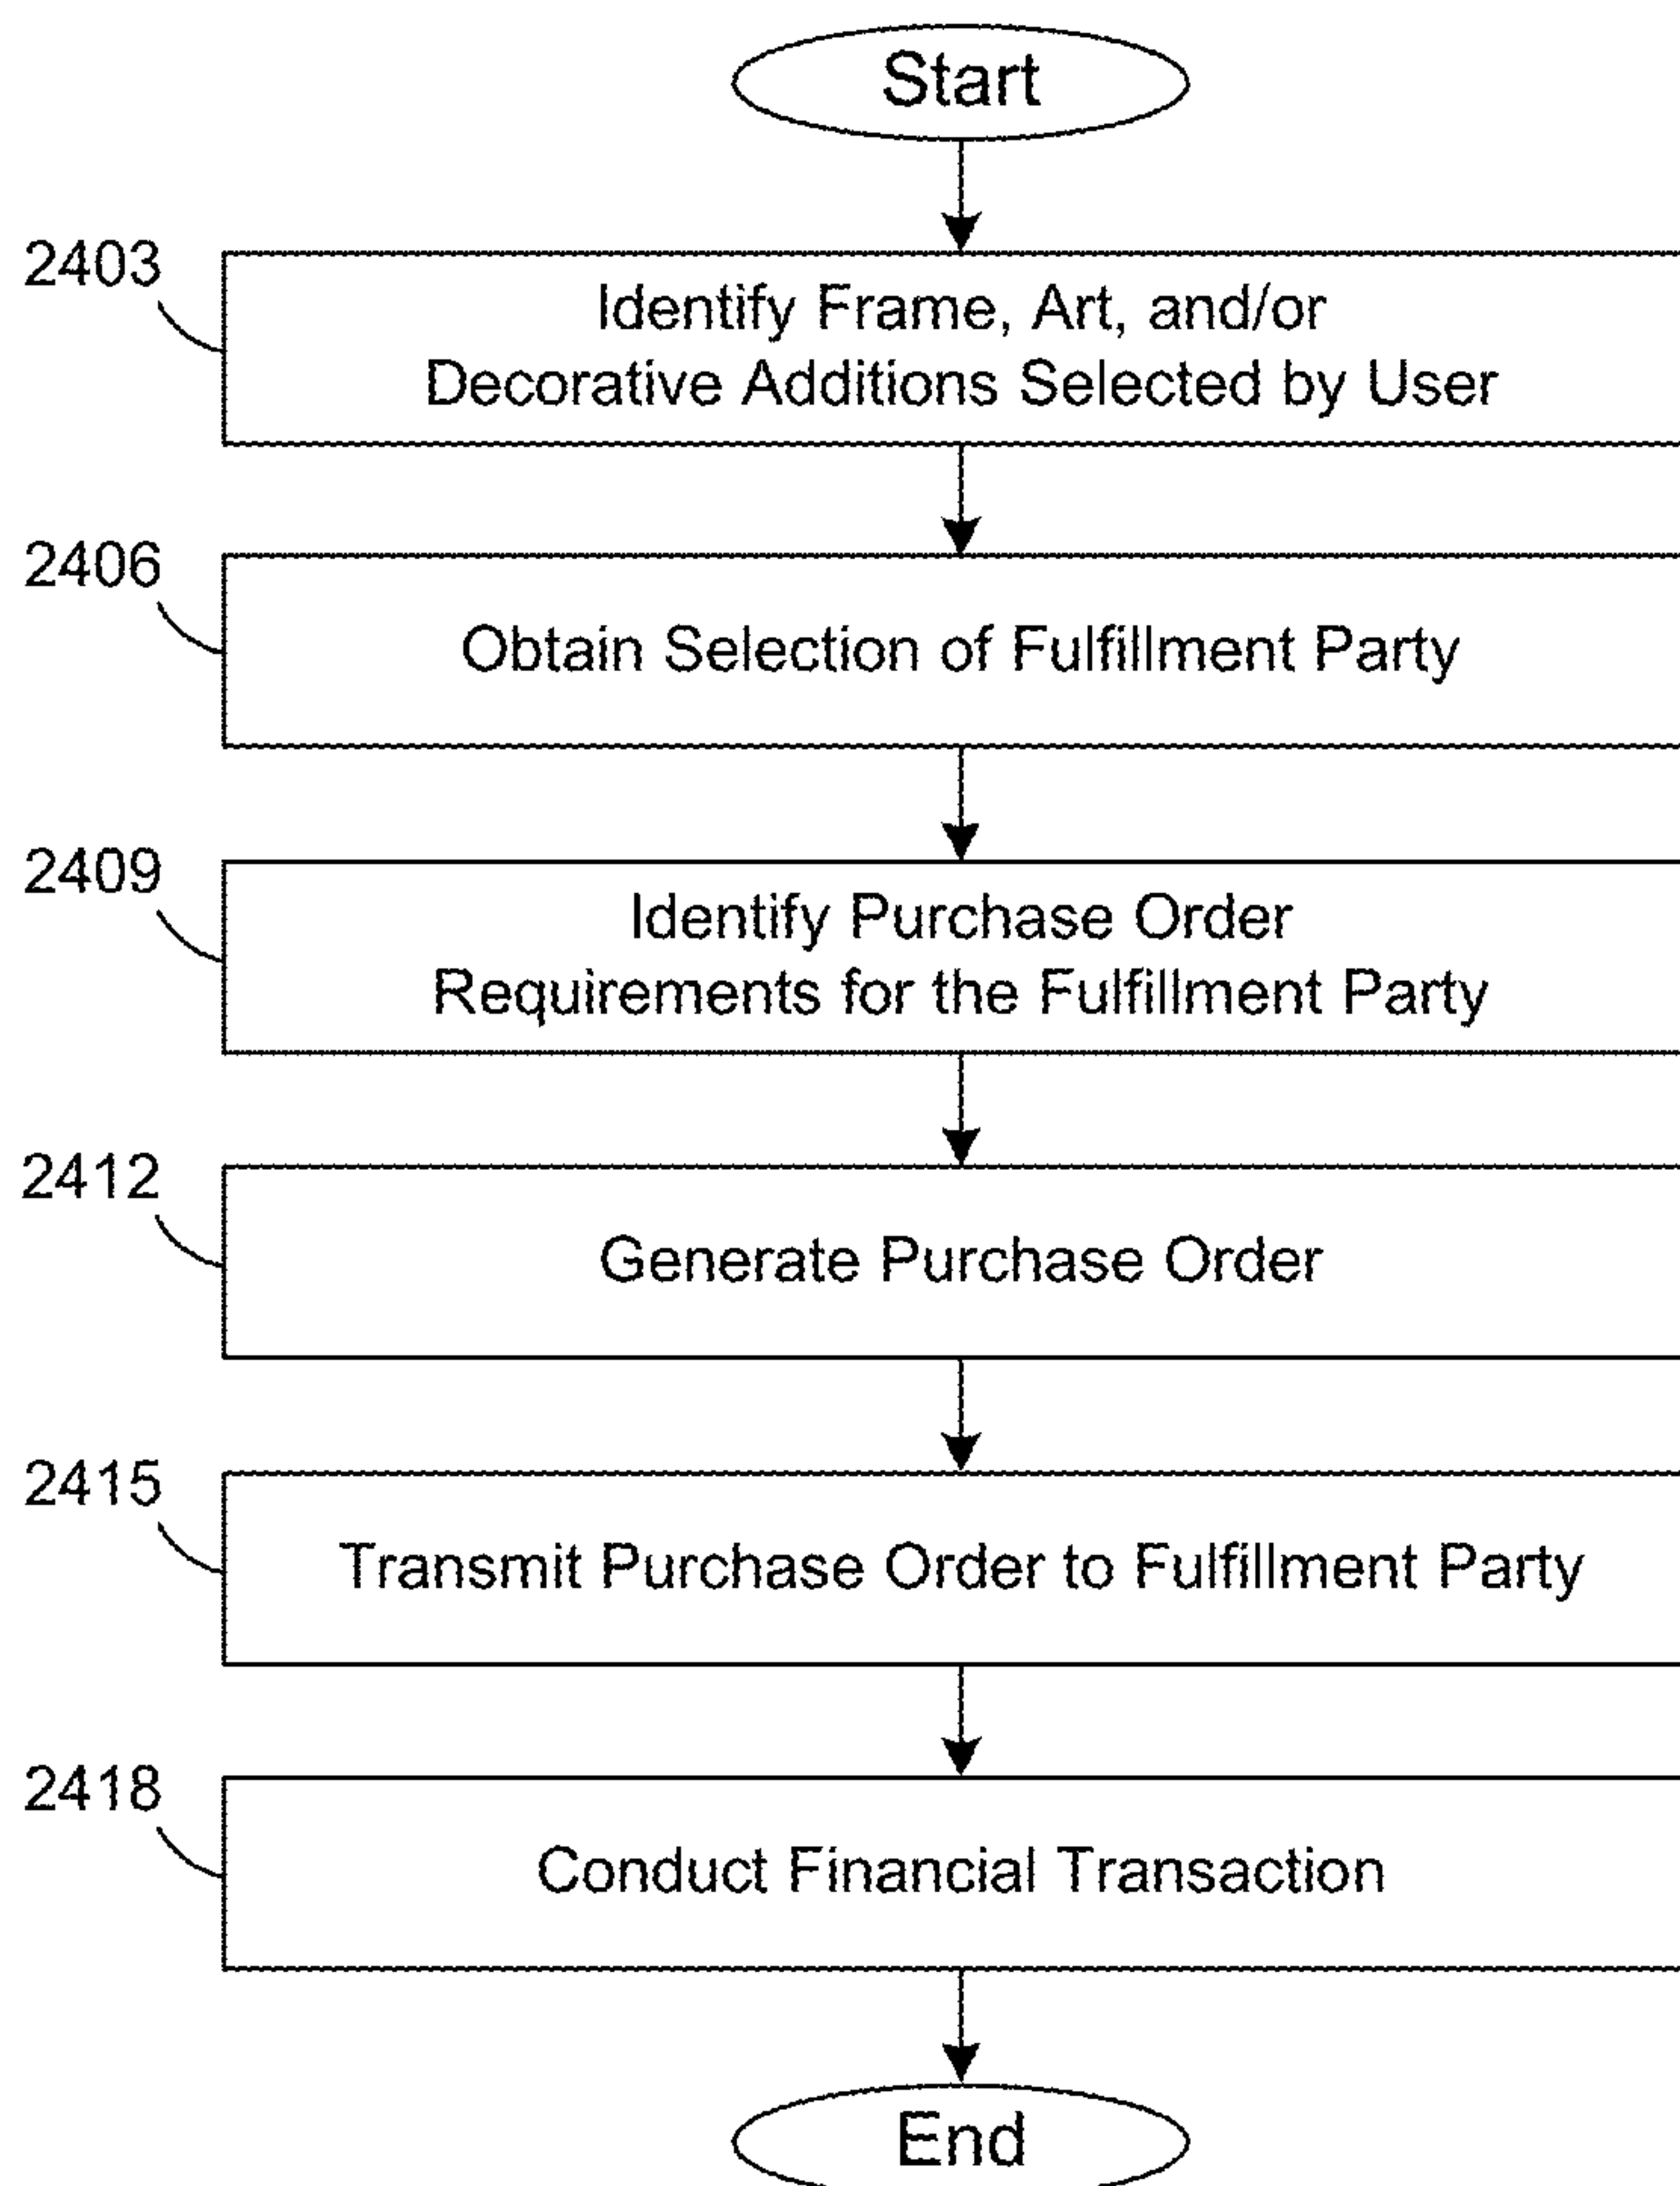 Start
2403
Identify Frame, Art, and/or
Decorative Additions Selected by User
2406
Obtain Selection of Fulfillment Party
2409
Identify Purchase Order
Requirements for the Fulfillment Party
2412
Generate Purchase Order
2415
Transmit Purchase Order to Fulfillment Party
2418
Conduct Financial Transaction
End